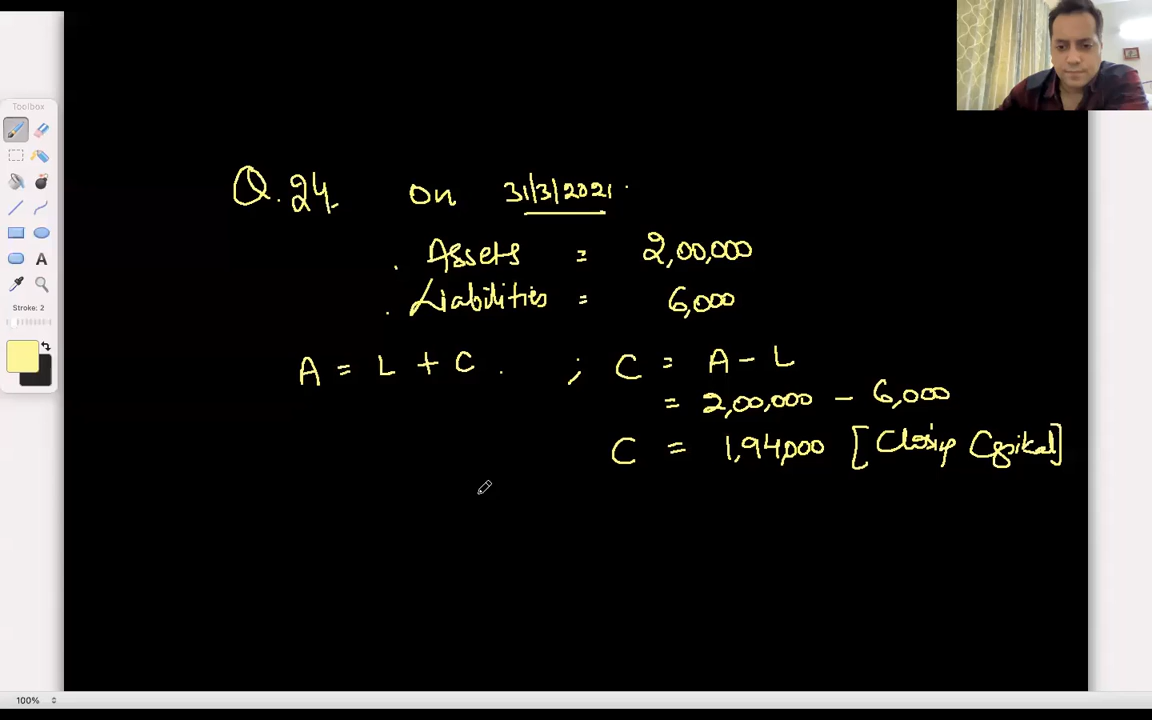 Toolbox
Q. 24. On 31/3/2021.
. Assets = 2,00,000
. Liabilities = 6,000
A = L + C . ; C = A - L
= 2,00,000 - 6,000
C = 1,94,000 [Closing Capital]
A
Stroke: 2
100%